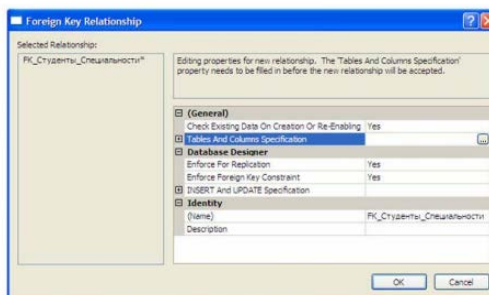 Foreign Key Relationship
Selected Relationship:
FK_Студенты_Специальности*
Editing properties for new relationship. The 'Tables And Columns Specification'
property needs to be filled in before the new relationship will be accepted.
(General)
Check Existing Data On Creation Or Re-Enabling Yes
Tables And Columns Specification ...
Database Designer
Enforce For Replication Yes
Enforce Foreign Key Constraint Yes
INSERT And UPDATE Specification
Identity
(Name) FK_Студенты_Специальности
Description
OK Cancel